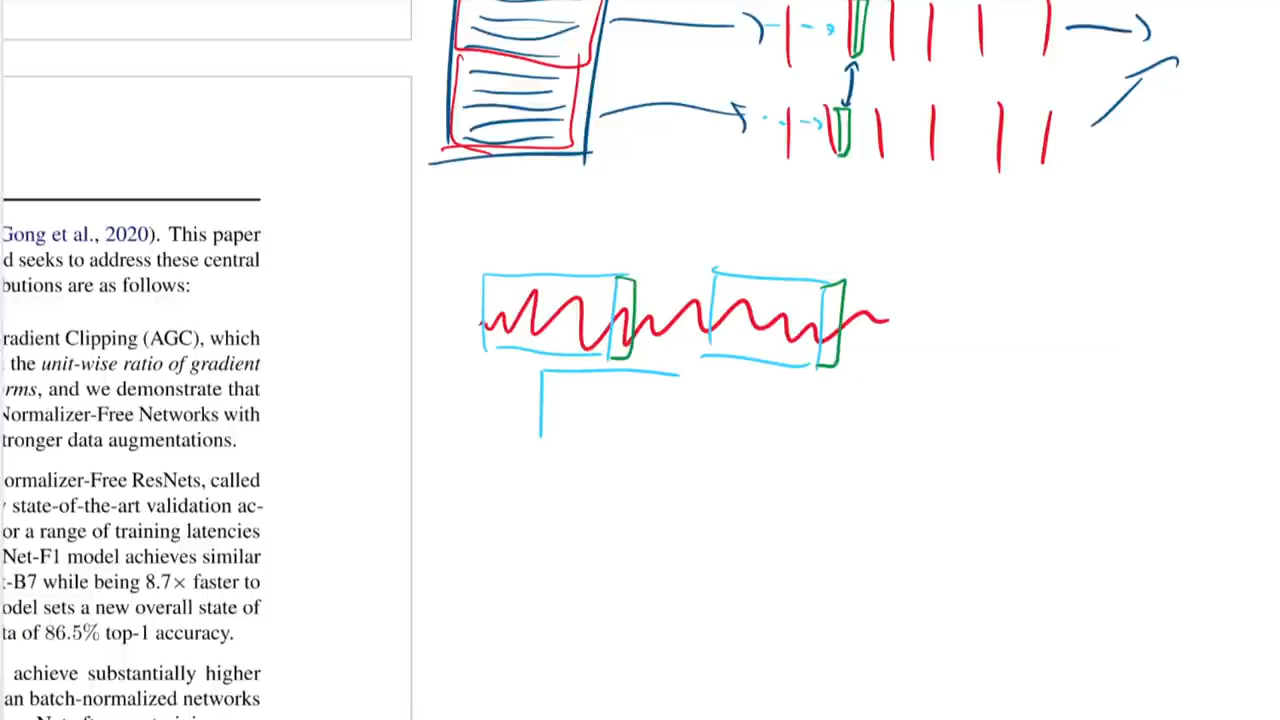 Gong et al., 2020). This paper
d seeks to address these central
butions are as follows:
radient Clipping (AGC), which
the unit-wise ratio of gradient
rms, and we demonstrate that
Normalizer-Free Networks with
tronger data augmentations.
ormalizer-Free ResNets, called
state-of-the-art validation ac-
or a range of training latencies
Net-F1 model achieves similar
-B7 while being 8.7× faster to
odel sets a new overall state of
ta of 86.5% top-1 accuracy.
achieve substantially higher
an batch-normalized networks